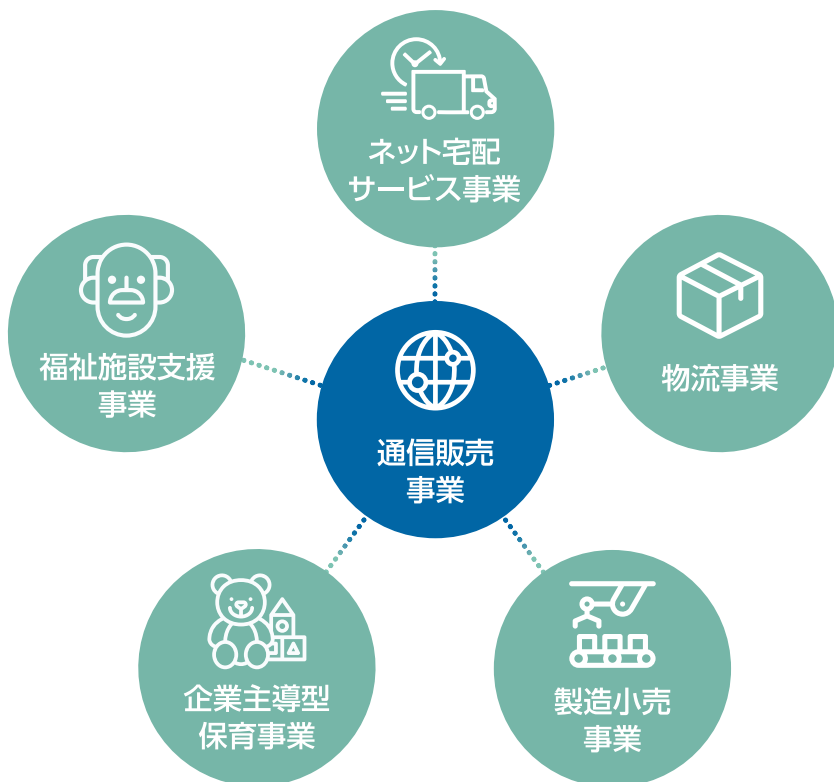 ネット宅配
サービス事業
福祉施設支援
事業
物流事業
通信販売
事業
企業主導型
保育事業
製造小売
事業